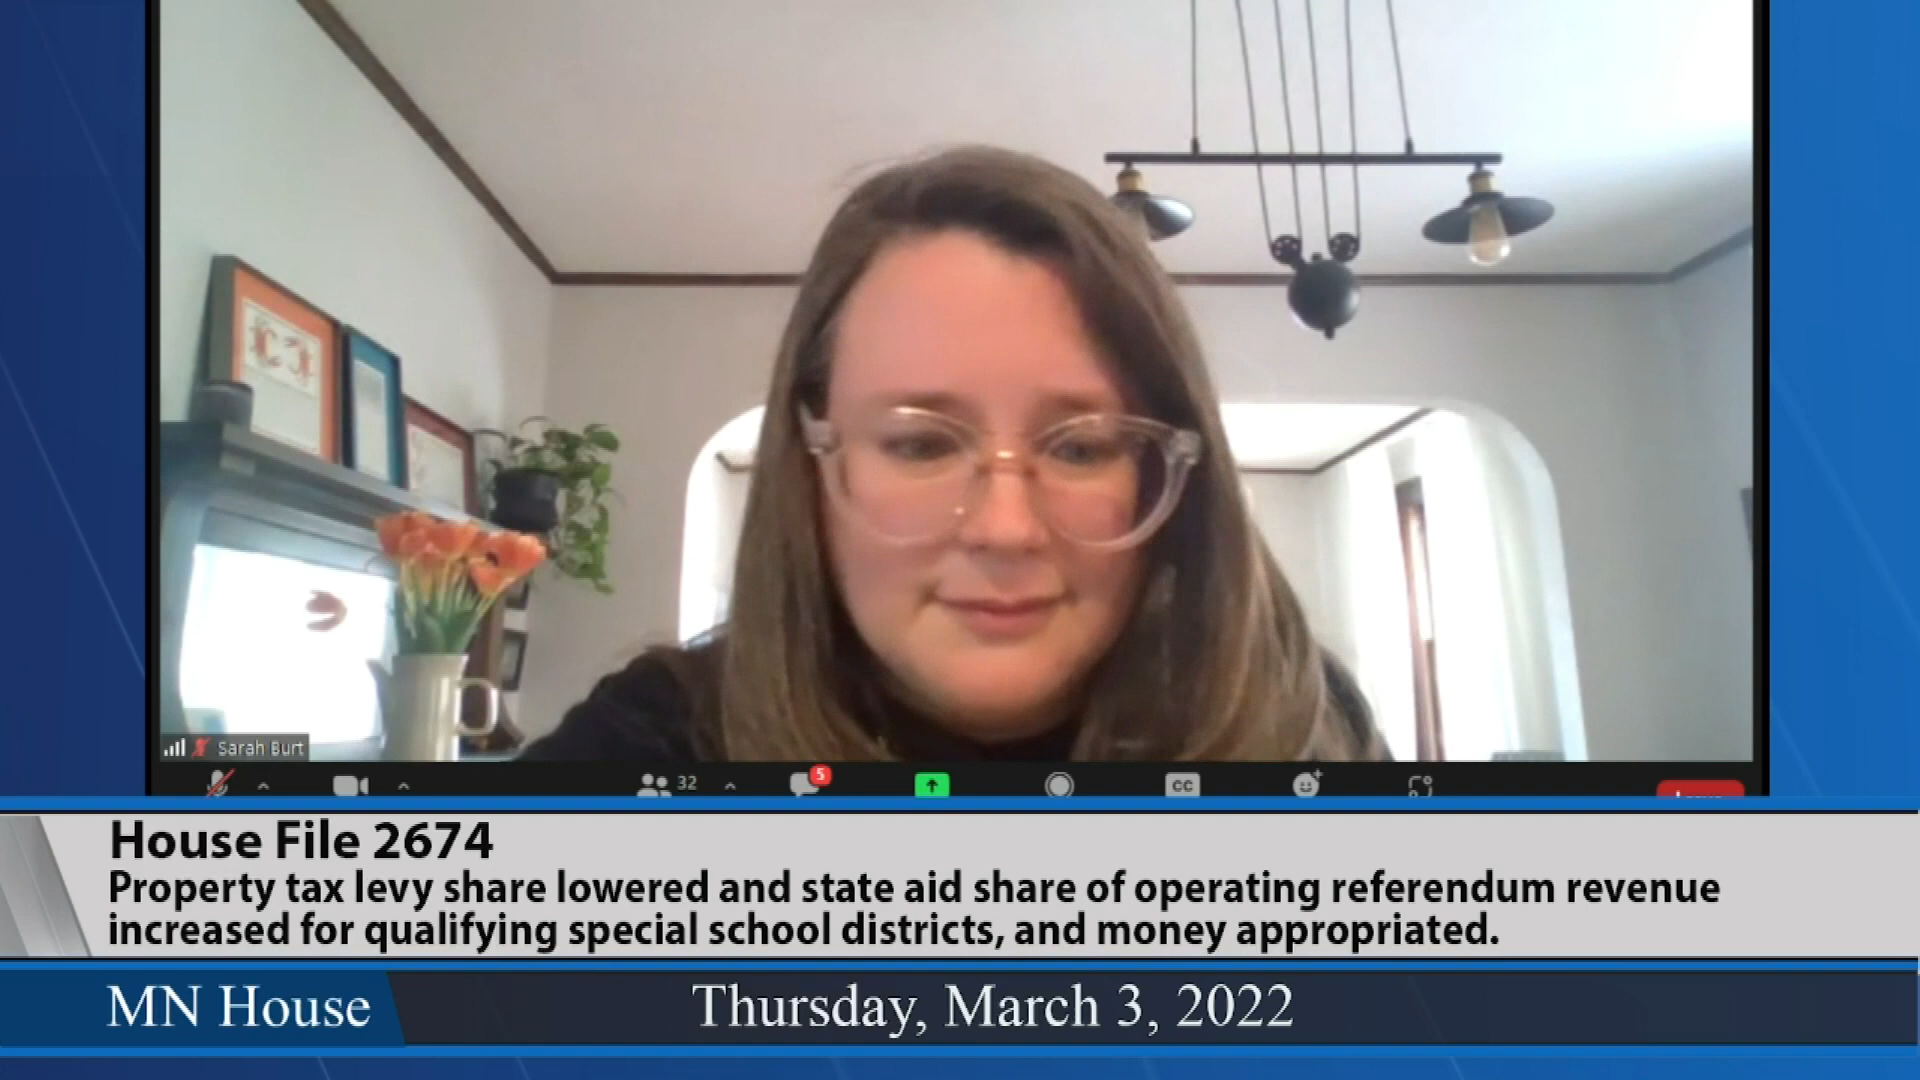 Sarah Burt
32
5
CC
House File 2674
Property tax levy share lowered and state aid share of operating referendum revenue
increased for qualifying special school districts, and money appropriated.
MN House
Thursday, March 3, 2022